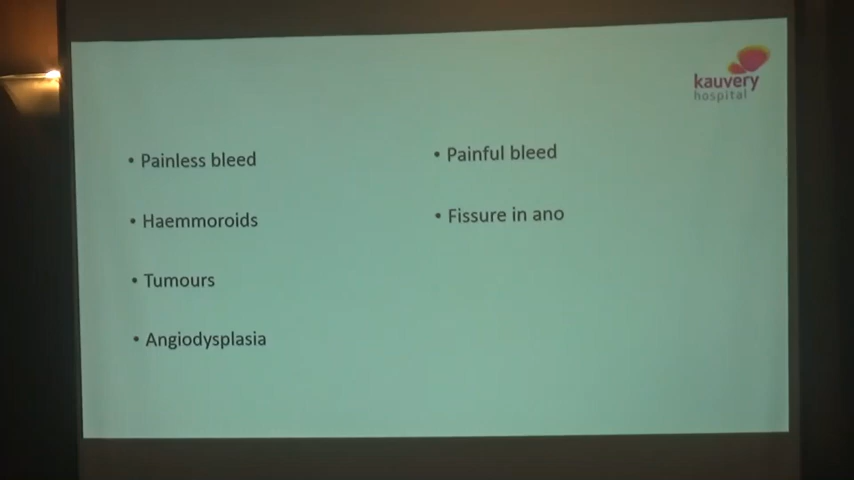 kauvery
hospital
• Painless bleed
• Haemmoroids
• Tumours
• Angiodysplasia
• Painful bleed
• Fissure in ano